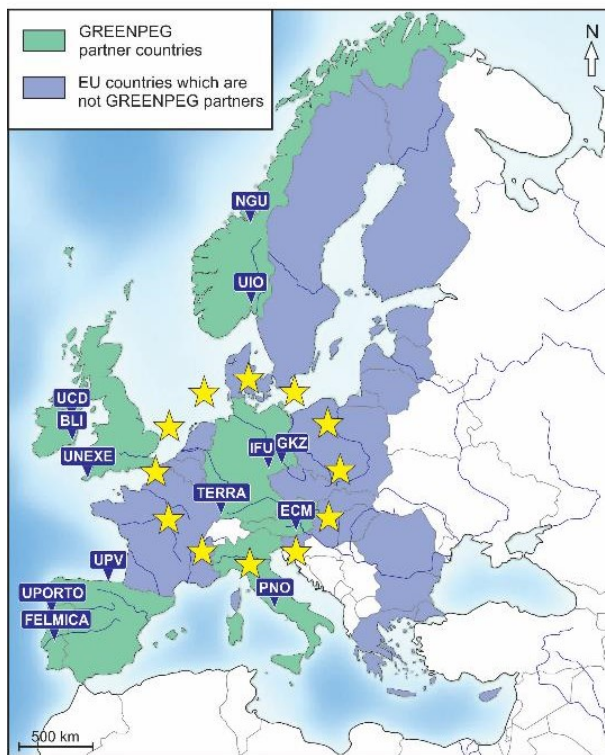 GREENPEG
partner countries
EU countries which are
not GREENPEG partners
N
NGU
UIO
UCD
BLI
UNEXE
IFU
GKZ
TERRA
ECM
UPV
UPORTO
FELMICA
PNO
500 km